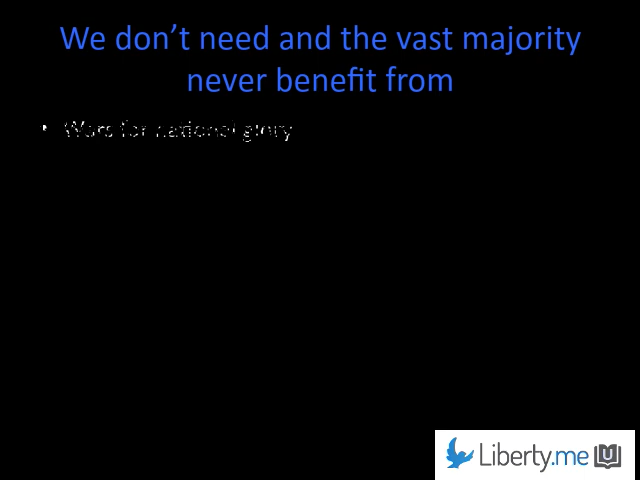 We don't need and the vast majority
never benefit from
• Wars for national glory
Liberty.me U